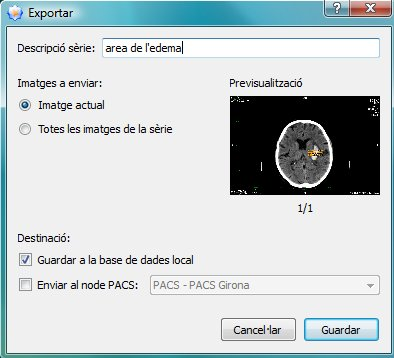 Exportar
Descripció sèrie: area de l'edema
Imatges a enviar:
Imatge actual
Totes les imatges de la sèrie
Previsualització
1/1
Destinació:
Guardar a la base de dades local
Enviar al node PACS: PACS - PACS Girona
Cancel·lar Guardar